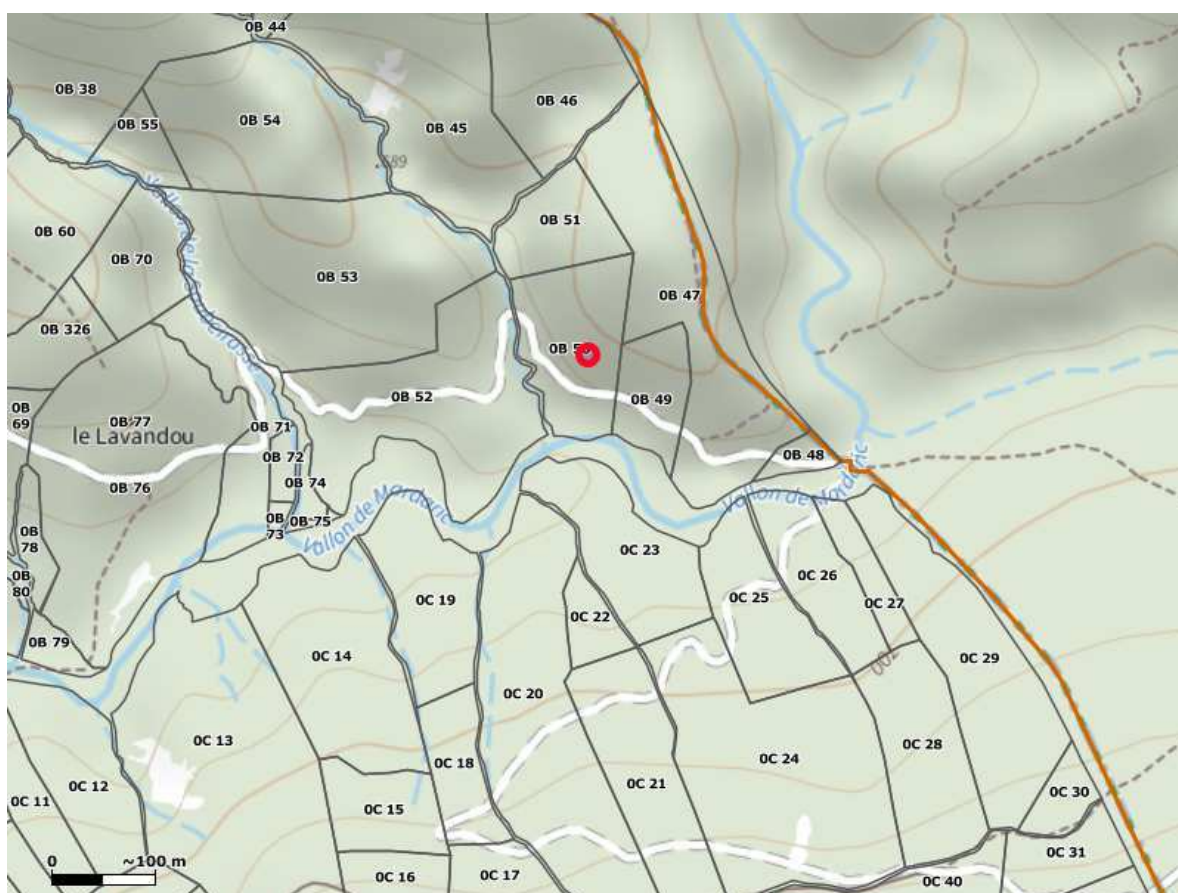 0B 44
0B 38
0B 55
0B 54
0B 45
0B 46
689
0B 60
0B 70
0B 53
0B 51
0B 47
0B 326
0B 50
0B 52
0B 49
0B
69
0B 77
le Lavandou
0B 71
0B 76
0B 72
0B 74
0B 48
0B
73
0B 75
Vallon de Mardaric
Vallon de Mardaric
0B
78
0B
80
0B 79
0C 23
0C 26
0C 25
0C 27
0C 19
0C 22
0C 14
0C 20
700
0C 29
0C 13
0C 12
0C 11
0C 18
0C 21
0C 24
0C 28
0C 15
0C 30
0C 16
0C 17
0C 31
0C 40
0 ~100 m